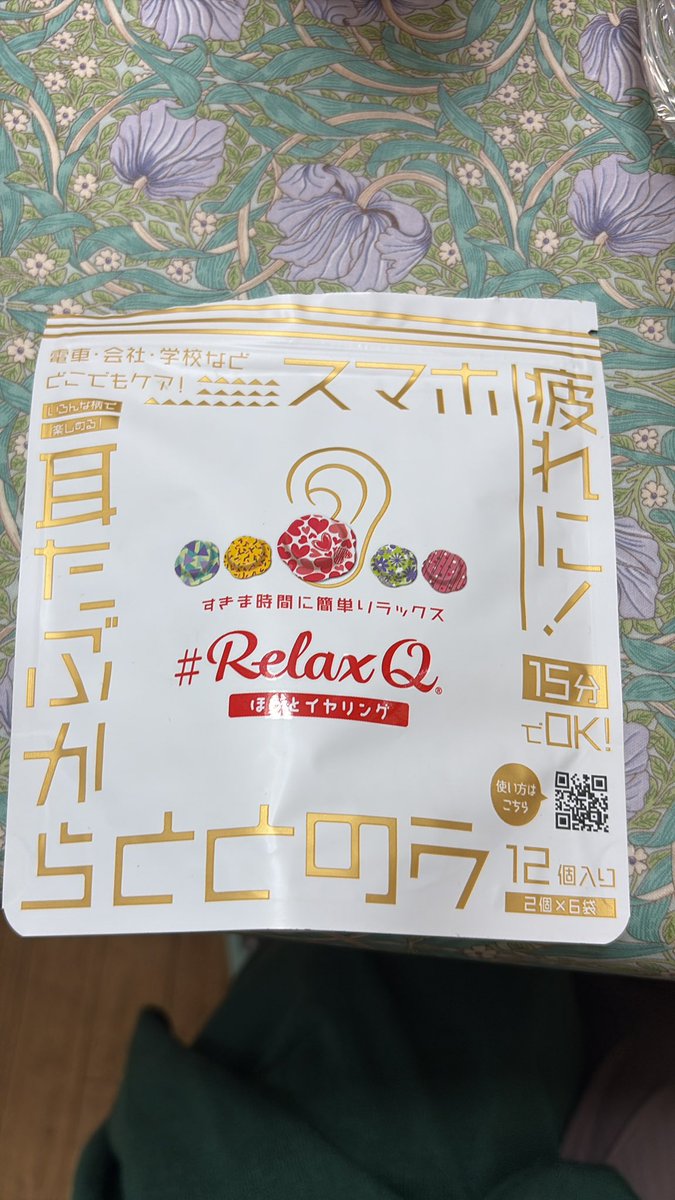 電車・会社・学校など
どこでもケア!
いろんな柄で
楽しめる!
スマホ
疲れに!
15分
でOK!
耳たぶから
ととのう
すきま時間に簡単リラックス
#RelaxQ®
ほっとイヤリング
使い方は
こちら
12個入り
2個×6袋